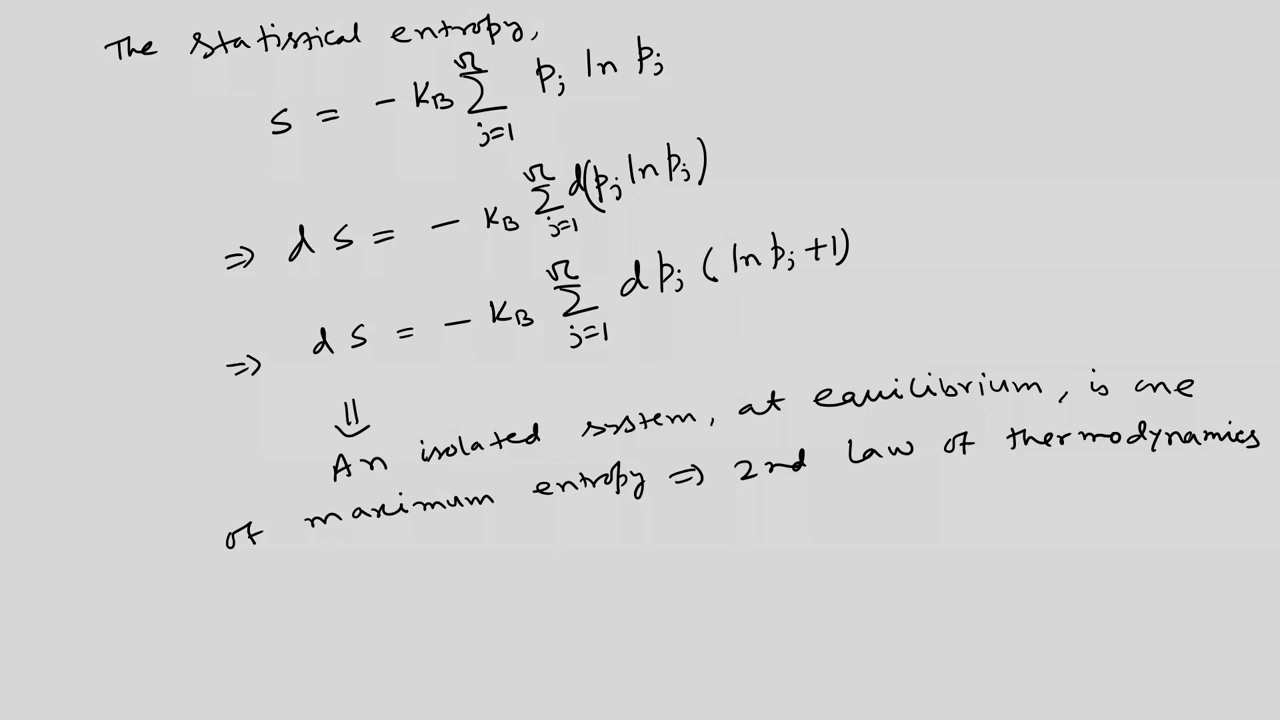 The statistical entropy,
S = - K_B Σ_{j=1}^{Ω} p_j ln p_j
⇒ dS = - K_B Σ_{j=1}^{Ω} d(p_j ln p_j)
⇒ dS = - K_B Σ_{j=1}^{Ω} dp_j (ln p_j + 1)
⇓
An isolated system, at equilibrium, is one
of maximum entropy ⇒ 2nd law of thermodynamics